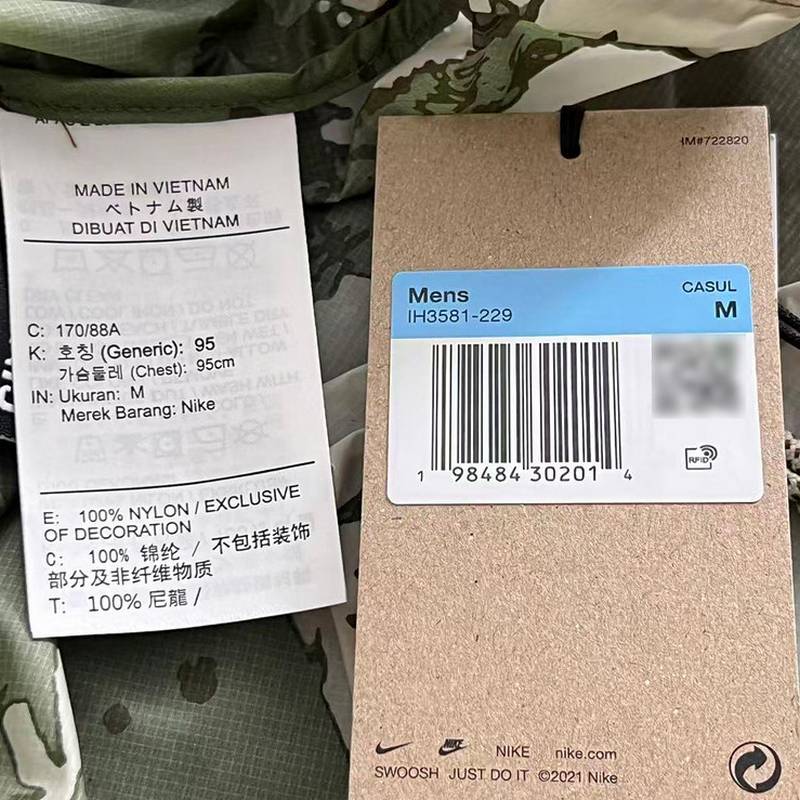 MADE IN VIETNAM
ベトナム製
DIBUAT DI VIETNAM
C: 170/88A
K: 호칭 (Generic): 95
가슴둘레 (Chest): 95cm
IN: Ukuran: M
Merek Barang: Nike
E: 100% NYLON / EXCLUSIVE
OF DECORATION
C: 100% 锦纶 / 不包括装饰
部分及非纤维物质
T: 100% 尼龍 /
IM#722820
Mens
IH3581-229
CASUL
M
1 98484 30201 4
RFID
NIKE nike.com
SWOOSH JUST DO IT ©2021 Nike